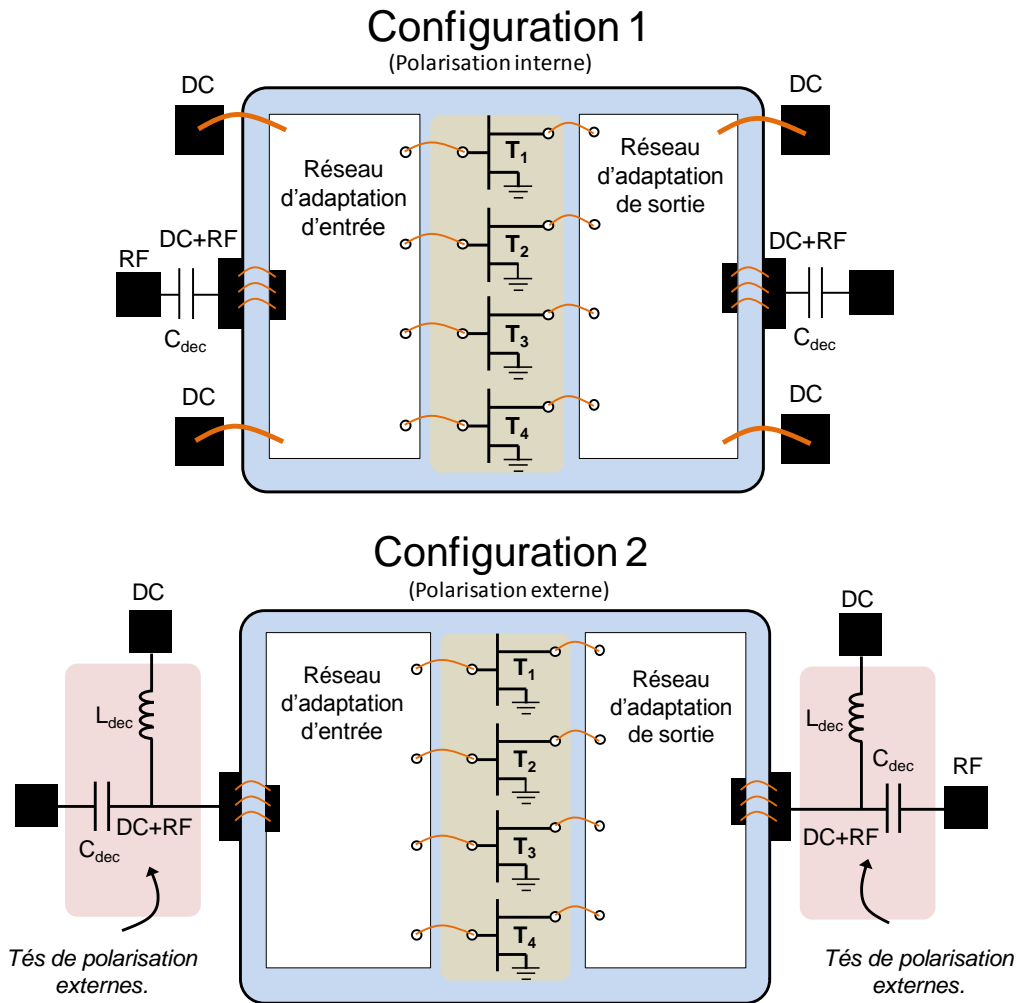 Configuration 1
(Polarisation interne)
DC
DC
Réseau
d'adaptation
d'entrée
T1
Réseau
d'adaptation
de sortie
DC+RF
RF
Cdec
T2
DC+RF
Cdec
T3
DC
DC
T4
Configuration 2
(Polarisation externe)
DC
DC
Réseau
d'adaptation
d'entrée
T1
Réseau
d'adaptation
de sortie
Ldec
Ldec
T2
Cdec
RF
DC+RF
Cdec
T3
DC+RF
T4
Tés de polarisation
externes.
Tés de polarisation
externes.